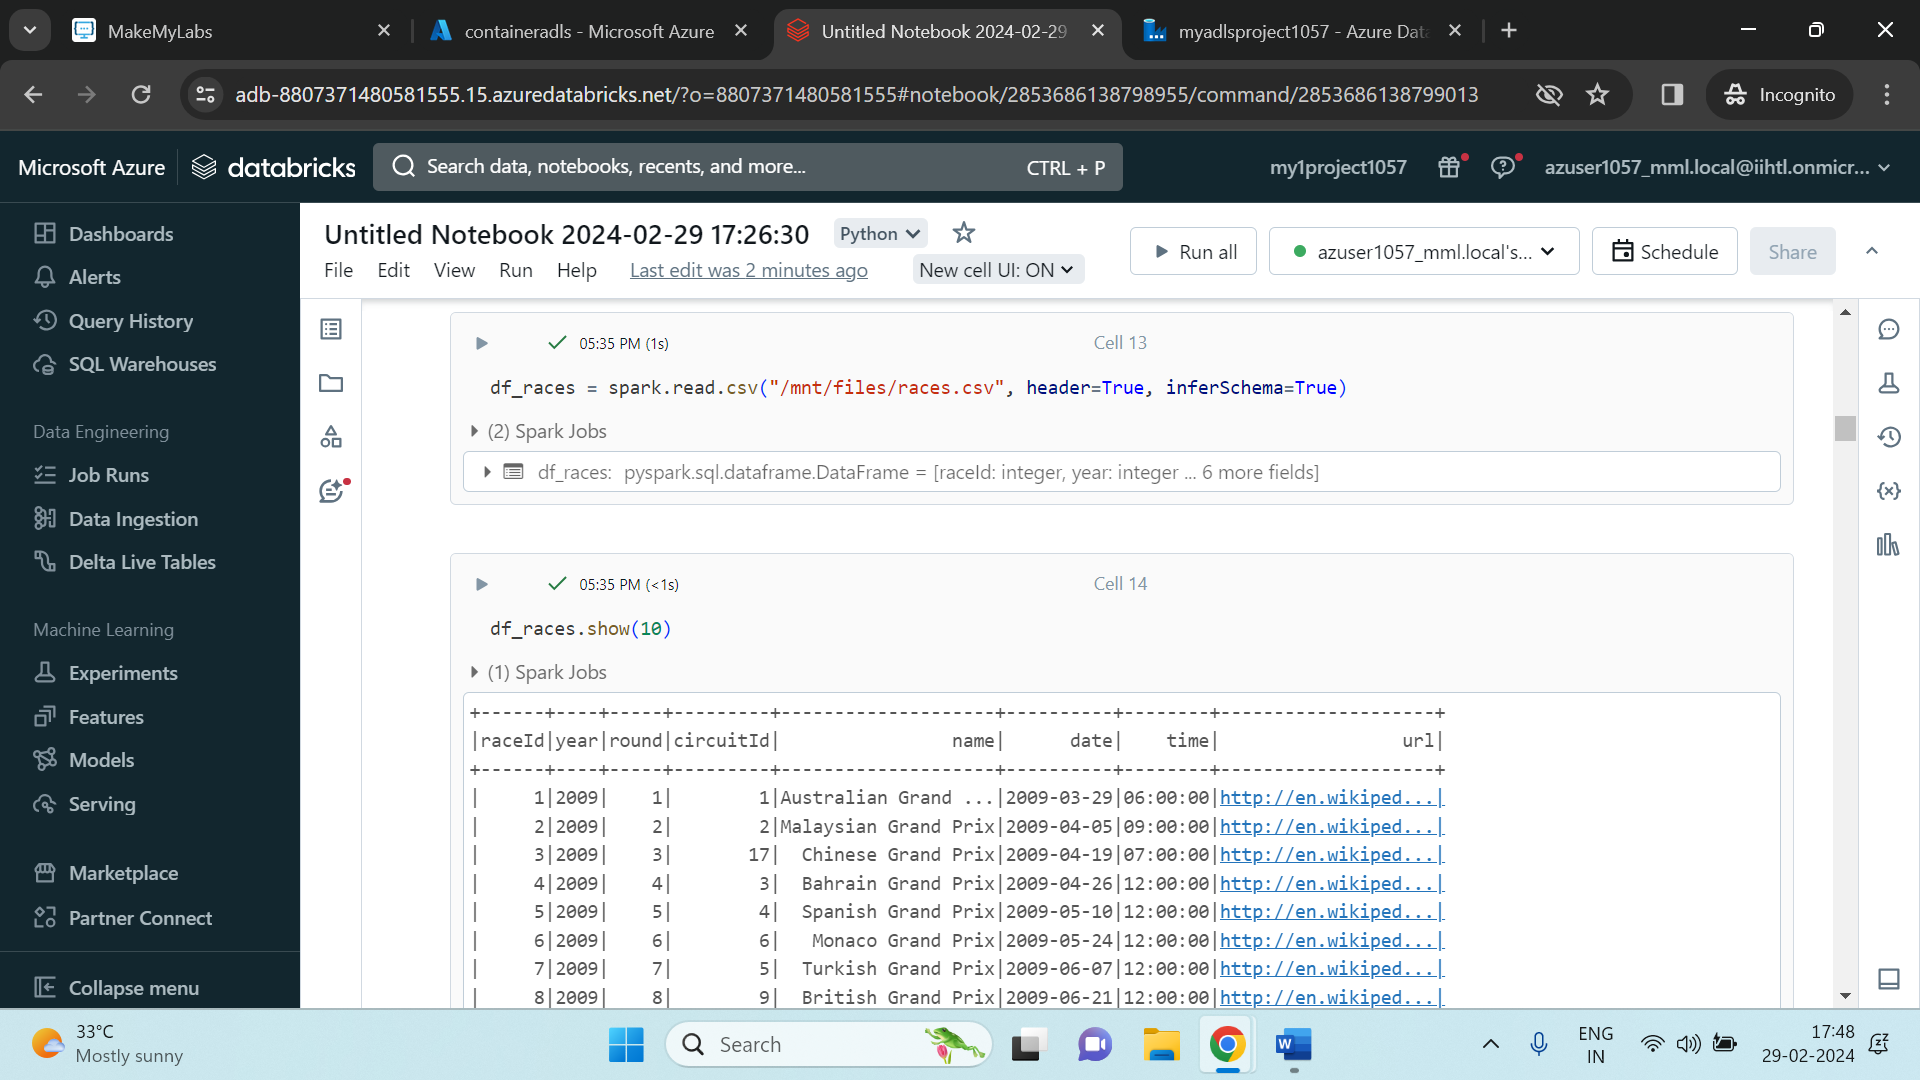 MakeMyLabs
containeradls - Microsoft Azure
Untitled Notebook 2024-02-29
myadlsproject1057 - Azure Dat
adb-8807371480581555.15.azuredatabricks.net/?o=8807371480581555#notebook/2853686138798955/command/2853686138799013
Incognito
Microsoft Azure
databricks
Search data, notebooks, recents, and more...
CTRL + P
my1project1057
azuser1057_mml.local@iihtl.onmicr...
Dashboards
Alerts
Query History
SQL Warehouses
Data Engineering
Job Runs
Data Ingestion
Delta Live Tables
Machine Learning
Experiments
Features
Models
Serving
Marketplace
Partner Connect
Collapse menu
Untitled Notebook 2024-02-29 17:26:30
Python
File Edit View Run Help Last edit was 2 minutes ago
New cell UI: ON
Run all
azuser1057_mml.local's...
Schedule
Share
05:35 PM (1s)
Cell 13
df_races = spark.read.csv("/mnt/files/races.csv", header=True, inferSchema=True)
(2) Spark Jobs
df_races: pyspark.sql.dataframe.DataFrame = [raceId: integer, year: integer ... 6 more fields]
05:35 PM (<1s)
Cell 14
df_races.show(10)
(1) Spark Jobs
+------+----+-----+---------+--------------------+----------+--------+--------------------+
|raceId|year|round|circuitId|                name|      date|    time|                 url|
+------+----+-----+---------+--------------------+----------+--------+--------------------+
|     1|2009|    1|        1|Australian Grand ...|2009-03-29|06:00:00|http://en.wikiped...|
|     2|2009|    2|        2|Malaysian Grand Prix|2009-04-05|09:00:00|http://en.wikiped...|
|     3|2009|    3|       17|  Chinese Grand Prix|2009-04-19|07:00:00|http://en.wikiped...|
|     4|2009|    4|        3|  Bahrain Grand Prix|2009-04-26|12:00:00|http://en.wikiped...|
|     5|2009|    5|        4|  Spanish Grand Prix|2009-05-10|12:00:00|http://en.wikiped...|
|     6|2009|    6|        6|   Monaco Grand Prix|2009-05-24|12:00:00|http://en.wikiped...|
|     7|2009|    7|        5|  Turkish Grand Prix|2009-06-07|12:00:00|http://en.wikiped...|
|     8|2009|    8|        9|  British Grand Prix|2009-06-21|12:00:00|http://en.wikiped...|
33°C
Mostly sunny
Search
W
ENG
IN
17:48
29-02-2024